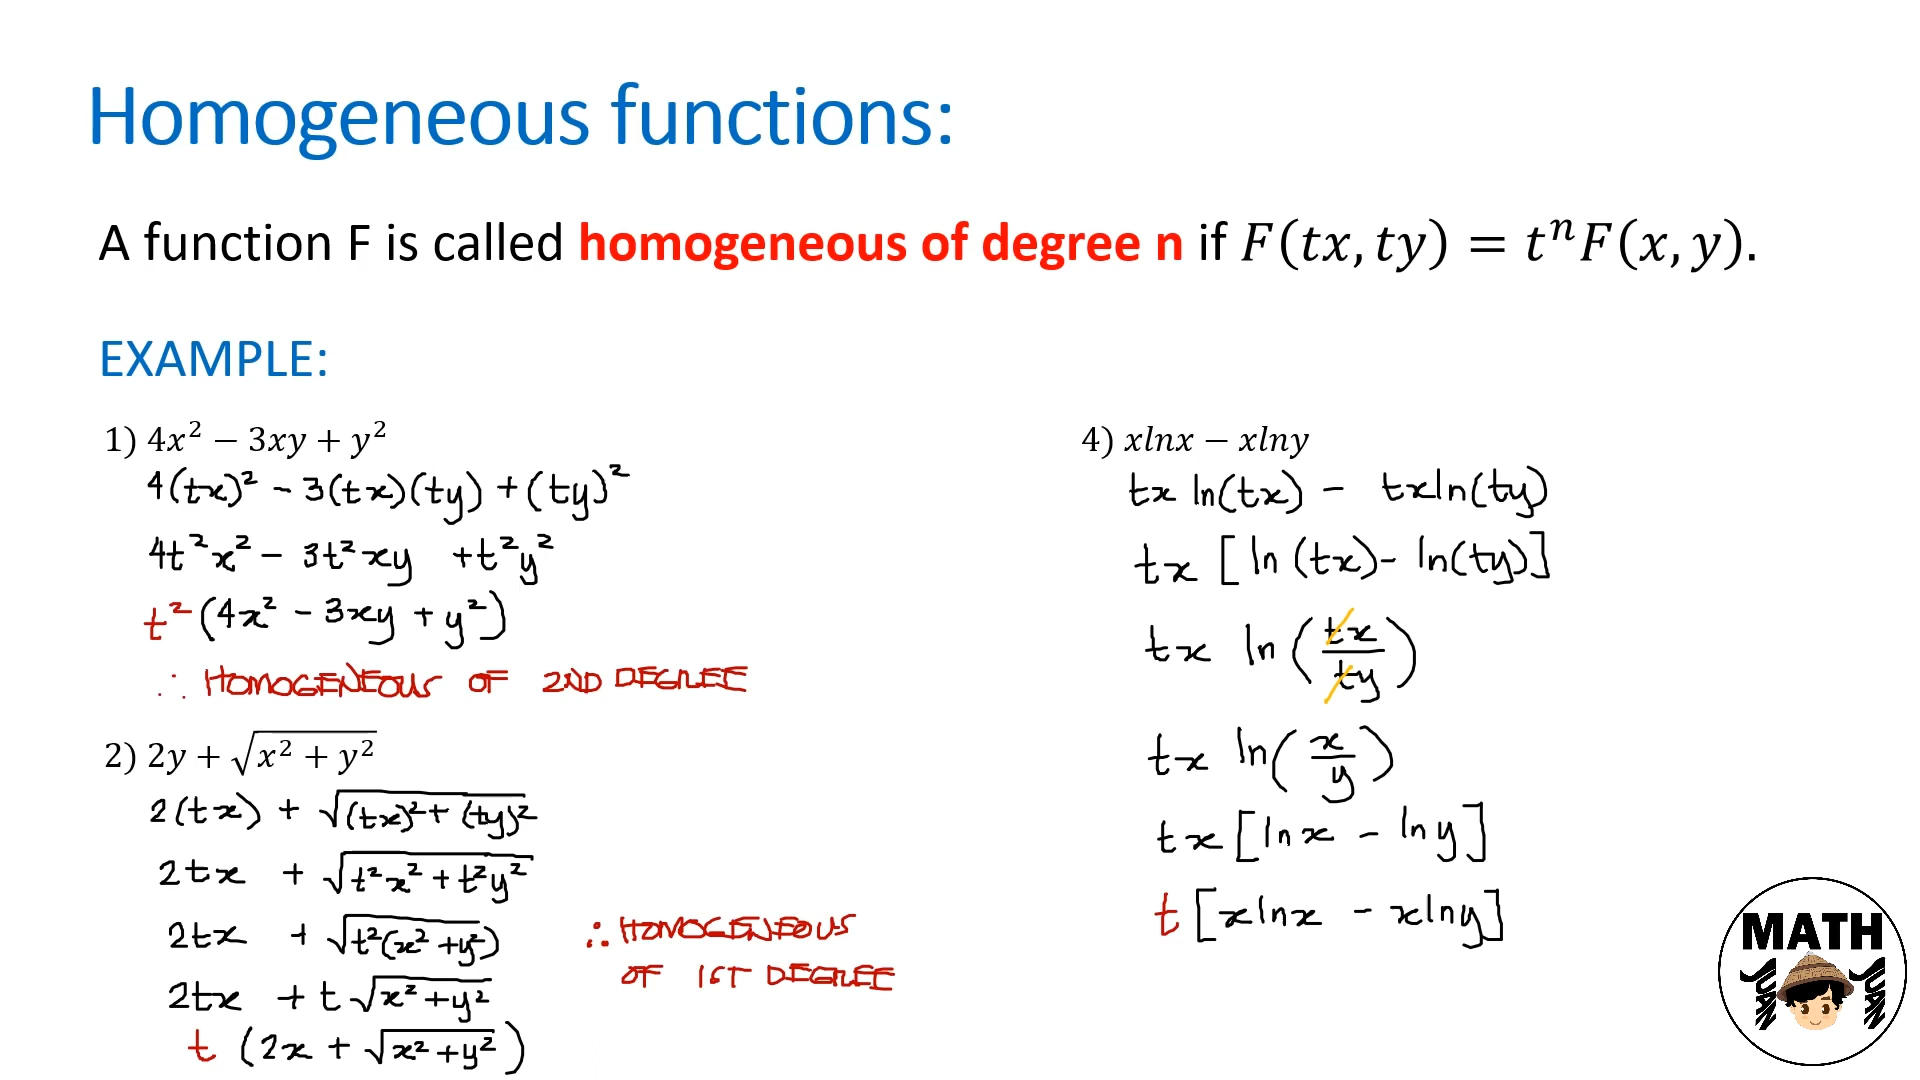 Homogeneous functions:
A function F is called homogeneous of degree n if F(tx, ty) = tⁿF(x, y).
EXAMPLE:
1) 4x² − 3xy + y²
4(tx)² − 3(tx)(ty) + (ty)²
4t²x² − 3t²xy + t²y²
t² (4x² − 3xy + y²)
∴ HOMOGENEOUS OF 2ND DEGREE
2) 2y + √(x² + y²)
2(tx) + √((tx)² + (ty)²)
2tx + √(t²x² + t²y²)
2tx + √(t²(x² + y²))
2tx + t√(x² + y²)
t (2x + √(x² + y²))
∴ HOMOGENEOUS
OF 1ST DEGREE
4) xlnx − xlny
tx ln(tx) − txln(ty)
tx [ln (tx) − ln(ty)]
tx ln (tx/ty)
tx ln(x/y)
tx [lnx − lny]
t [xlnx − xlny]
MATH
JUAN JUAN